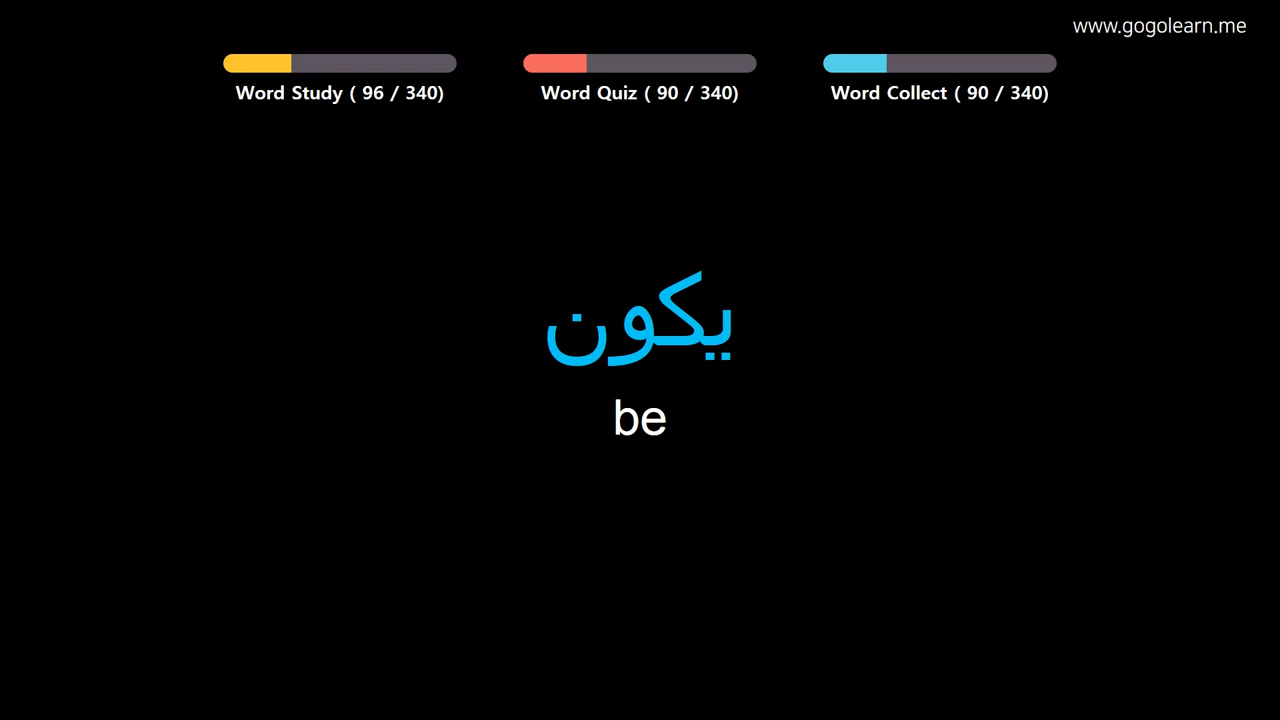 www.gogolearn.me
Word Study ( 96 / 340)
Word Quiz ( 90 / 340)
Word Collect ( 90 / 340)
يكون
be